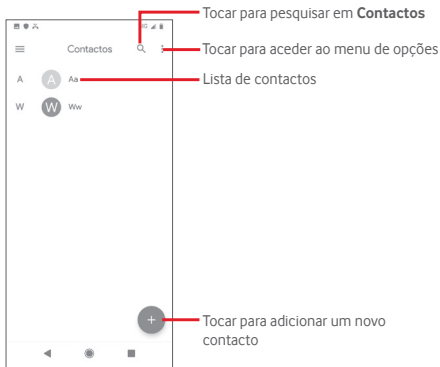 Tocar para pesquisar em Contactos
Contactos
Tocar para aceder ao menu de opções
A A Aa
Lista de contactos
W W Ww
Tocar para adicionar um novo
contacto